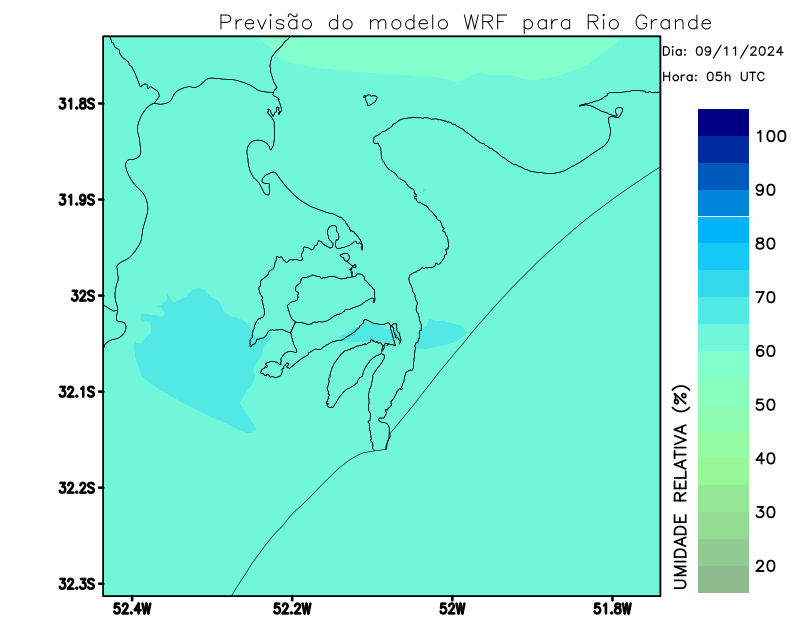 Previsão do modelo WRF para Rio Grande
Dia: 09/11/2024
Hora: 05h UTC
31.8S
31.9S
32S
32.1S
32.2S
32.3S
52.4W 52.2W 52W 51.8W
UMIDADE RELATIVA (%)
100
90
80
70
60
50
40
30
20